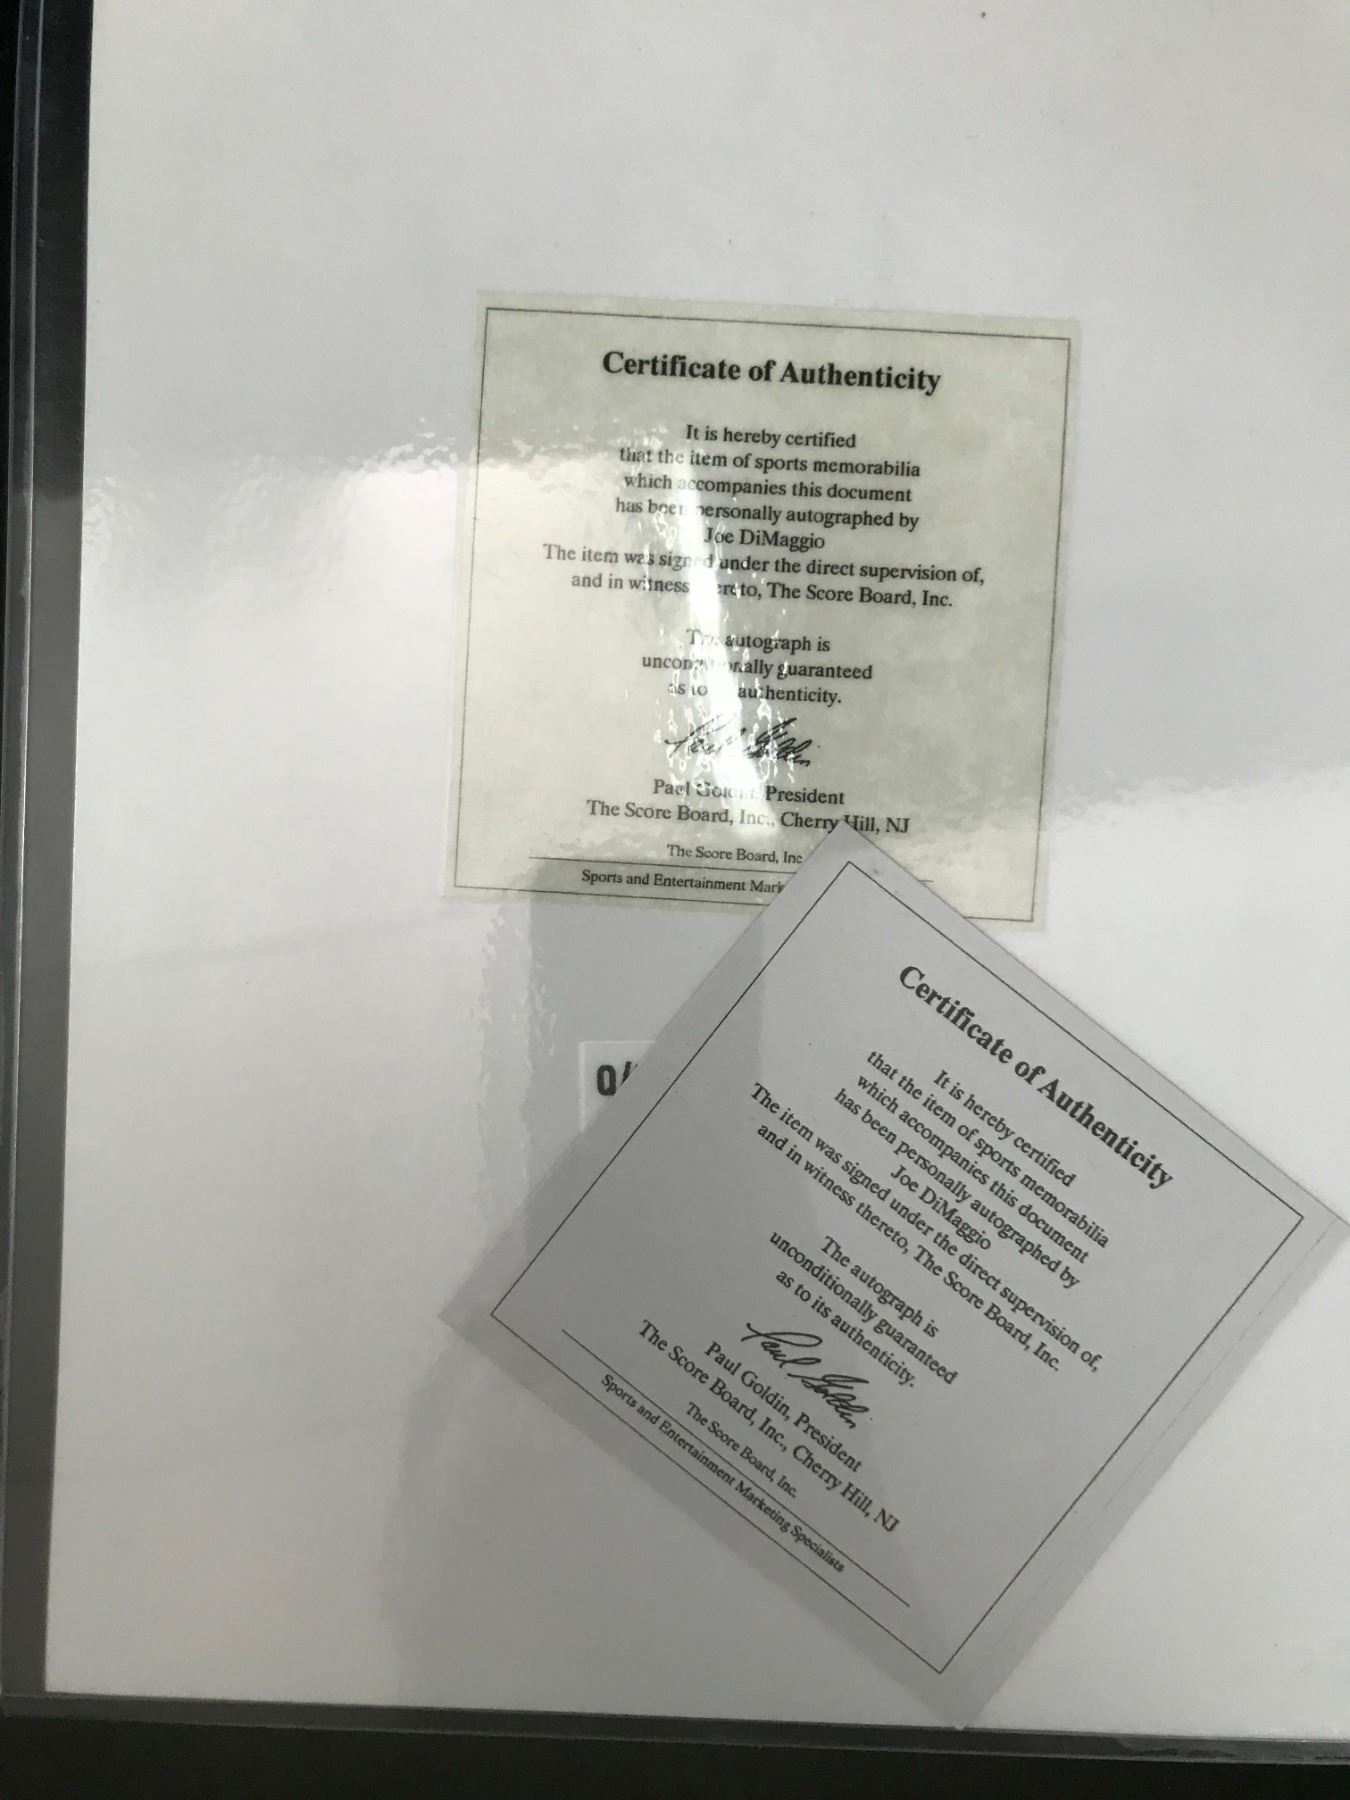 Certificate of Authenticity
It is hereby certified
that the item of sports memorabilia
which accompanies this document
has been personally autographed by
Joe DiMaggio
The item was signed under the direct supervision of,
and in witness thereto, The Score Board, Inc.
The autograph is
unconditionally guaranteed
as to authenticity.
Paul Goldin
Paul Goldin, President
The Score Board, Inc., Cherry Hill, NJ
The Score Board, Inc
Sports and Entertainment
Certificate of Authenticity
It is hereby certified
that the item of sports memorabilia
which accompanies this document
has been personally autographed by
Joe DiMaggio
The item was signed under the direct supervision of,
and in witness thereto, The Score Board, Inc.
The autograph is
unconditionally guaranteed
as to its authenticity.
Paul Goldin
Paul Goldin, President
The Score Board, Inc., Cherry Hill, NJ
The Score Board, Inc.
Sports and Entertainment Marketing Specialists